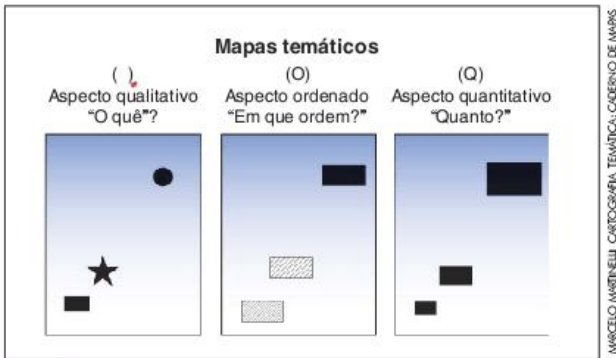 Mapas temáticos
( )
Aspecto qualitativo
“O quê”?
(O)
Aspecto ordenado
“Em que ordem?”
(Q)
Aspecto quantitativo
“Quanto?”
MARCELO MARTINELLI. CARTOGRAFIA TEMÁTICA: CADERNO DE MAPAS